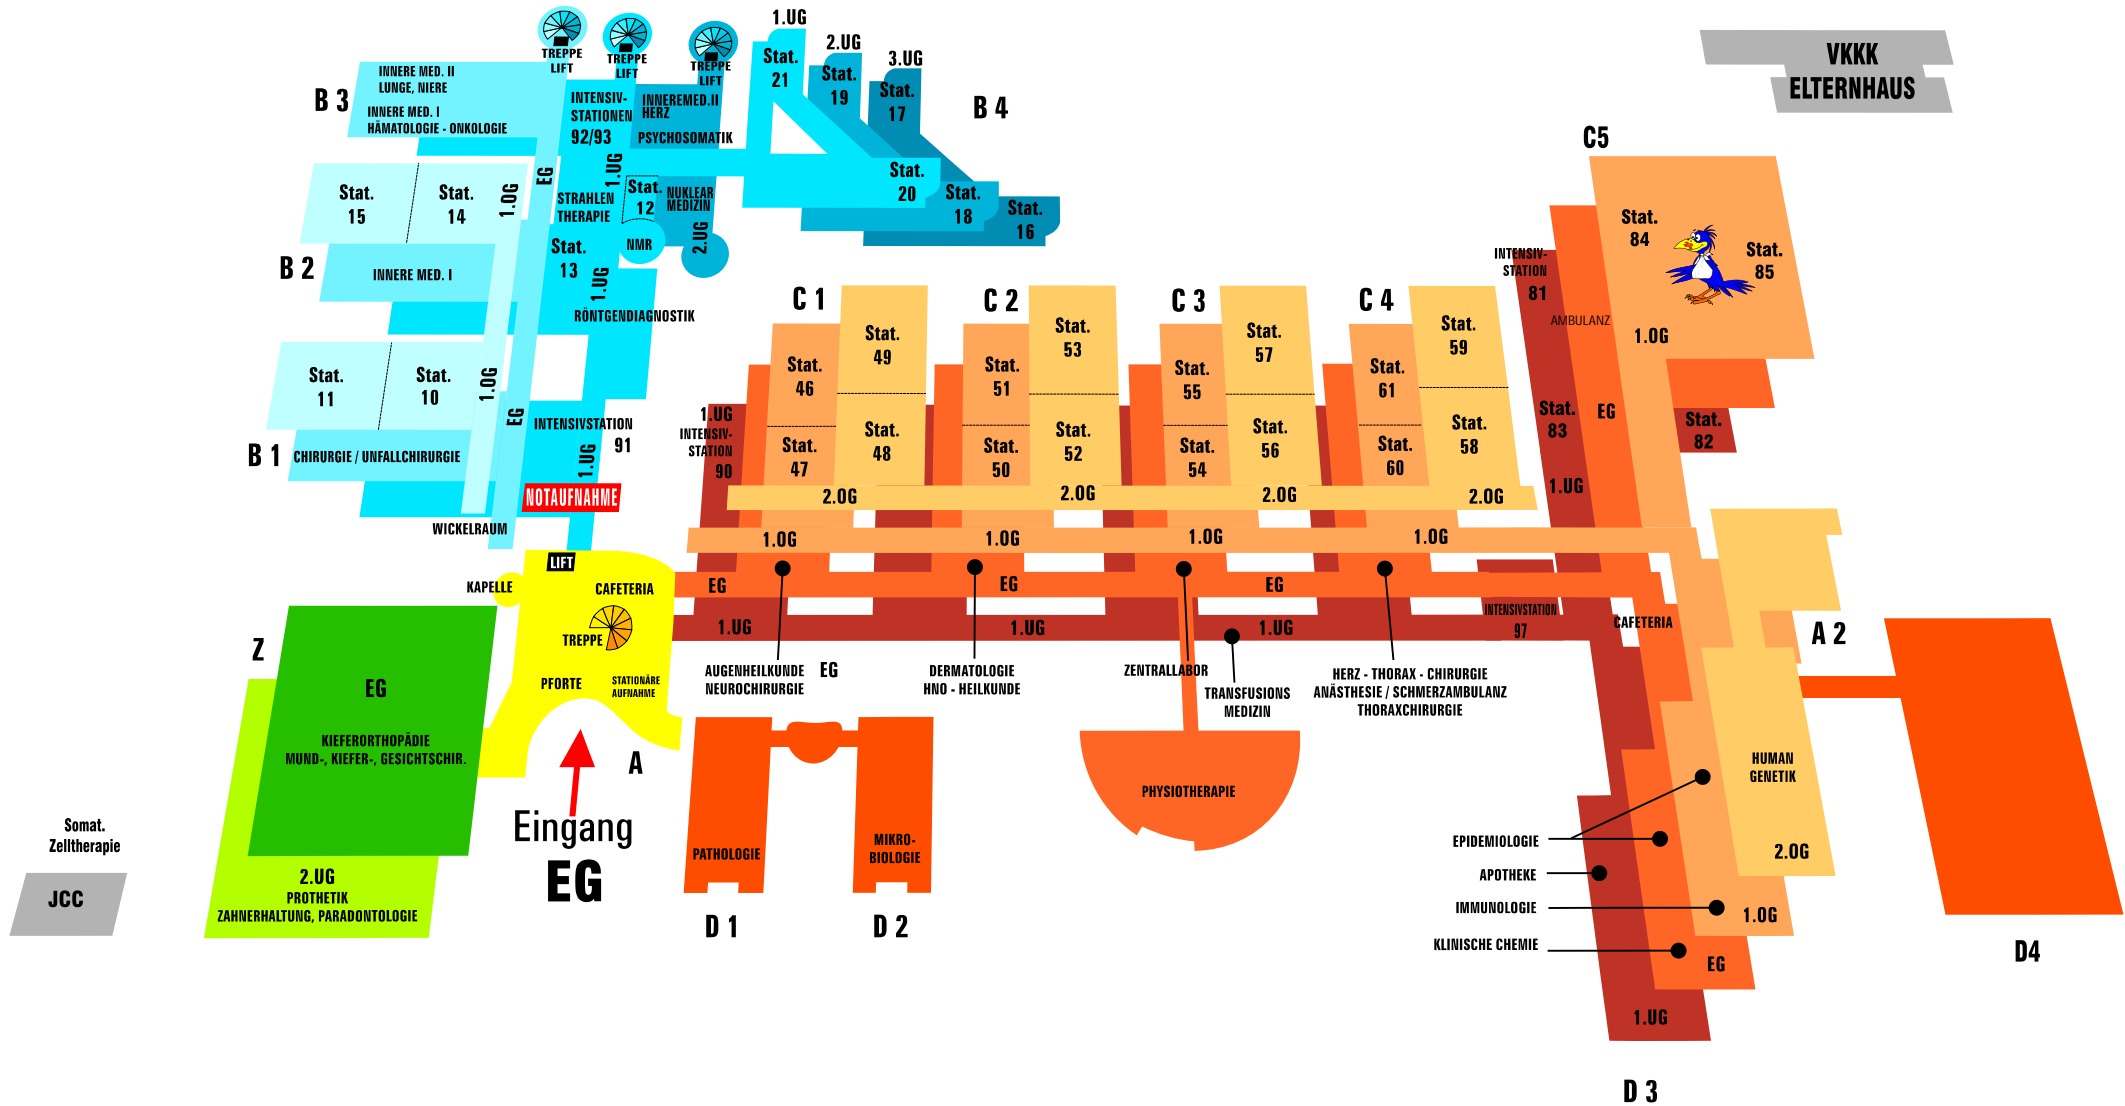 TREPPE
LIFT
TREPPE
LIFT
TREPPE
LIFT
1.UG
2.UG
3.UG
Stat.
21
Stat.
19
Stat.
17
B 4
Stat.
20
Stat.
18
Stat.
16
VKKK
ELTERNHAUS
B 3
INNERE MED. II
LUNGE, NIERE
INNERE MED. I
HÄMATOLOGIE - ONKOLOGIE
INTENSIV-
STATIONEN
92/93
INNEREMED.II
HERZ
PSYCHOSOMATIK
EG
1.UG
1.OG
Stat.
15
Stat.
14
STRAHLEN
THERAPIE
Stat.
12
NUKLEAR
MEDIZIN
2.UG
NMR
B 2
INNERE MED. I
Stat.
13
1.UG
RÖNTGENDIAGNOSTIK
Stat.
11
Stat.
10
1.OG
EG
B 1
CHIRURGIE / UNFALLCHIRURGIE
INTENSIVSTATION
91
1.UG
NOTAUFNAHME
WICKELRAUM
C 1
C 2
C 3
C 4
C5
Stat.
46
Stat.
47
Stat.
49
Stat.
48
Stat.
51
Stat.
50
Stat.
53
Stat.
52
Stat.
55
Stat.
54
Stat.
57
Stat.
56
Stat.
61
Stat.
60
Stat.
59
Stat.
58
1.UG
INTENSIV-
STATION
90
2.OG
2.OG
2.OG
2.OG
1.OG
1.OG
1.OG
1.OG
EG
EG
EG
1.UG
1.UG
1.UG
INTENSIV-
STATION
81
AMBULANZ
Stat.
84
Stat.
85
1.OG
Stat.
83
EG
Stat.
82
1.UG
INTENSIVSTATION
97
CAFETERIA
A 2
LIFT
KAPELLE
CAFETERIA
TREPPE
PFORTE
STATIONÄRE
AUFNAHME
A
Eingang
EG
Z
EG
KIEFERORTHOPÄDIE
MUND-, KIEFER-, GESICHTSCHIR.
2.UG
PROTHETIK
ZAHNERHALTUNG, PARADONTOLOGIE
Somat.
Zelltherapie
JCC
AUGENHEILKUNDE
NEUROCHIRURGIE
EG
DERMATOLOGIE
HNO - HEILKUNDE
ZENTRALLABOR
TRANSFUSIONS
MEDIZIN
HERZ - THORAX - CHIRURGIE
ANÄSTHESIE / SCHMERZAMBULANZ
THORAXCHIRURGIE
PATHOLOGIE
MIKRO-
BIOLOGIE
D 1
D 2
PHYSIOTHERAPIE
HUMAN
GENETIK
2.OG
EPIDEMIOLOGIE
APOTHEKE
IMMUNOLOGIE
KLINISCHE CHEMIE
1.OG
EG
1.UG
D 3
D4